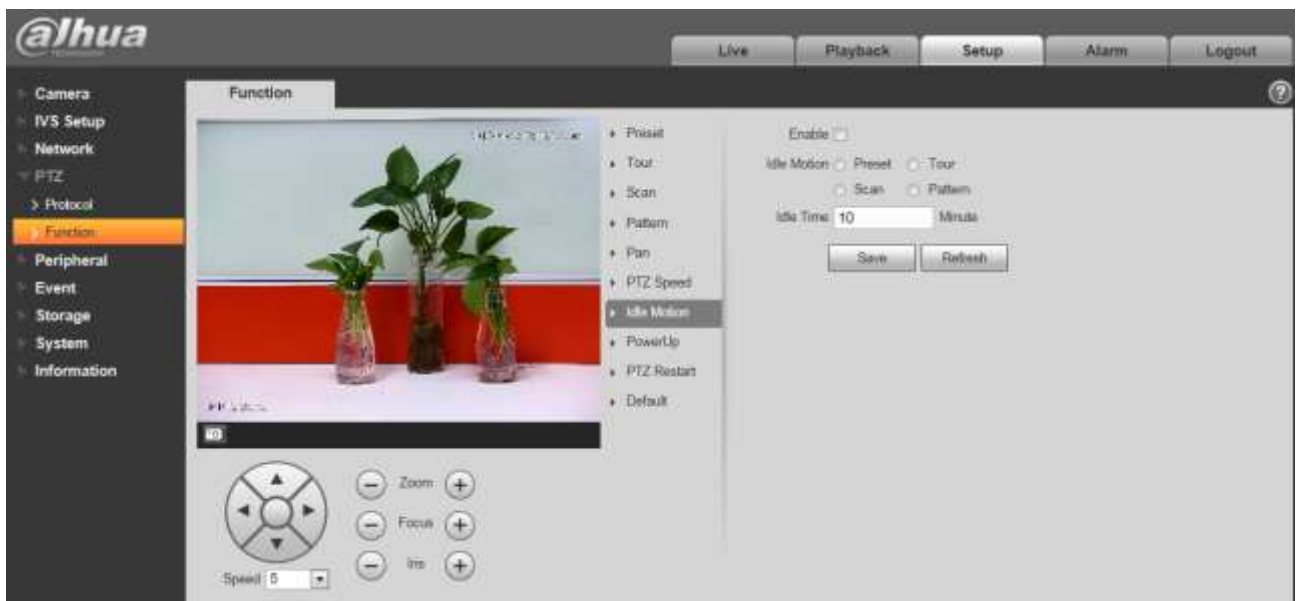 alhua
TECHNOLOGY
Live
Playback
Setup
Alarm
Logout
Camera
IVS Setup
Network
PTZ
Protocol
Function
Peripheral
Event
Storage
System
Information
Function
Preset
Tour
Scan
Pattern
Pan
PTZ Speed
Idle Motion
PowerUp
PTZ Restart
Default
Enable
Idle Motion Preset Tour
Scan Pattern
Idle Time 10 Minute
Save Refresh
Zoom
Focus
Iris
Speed 5
?